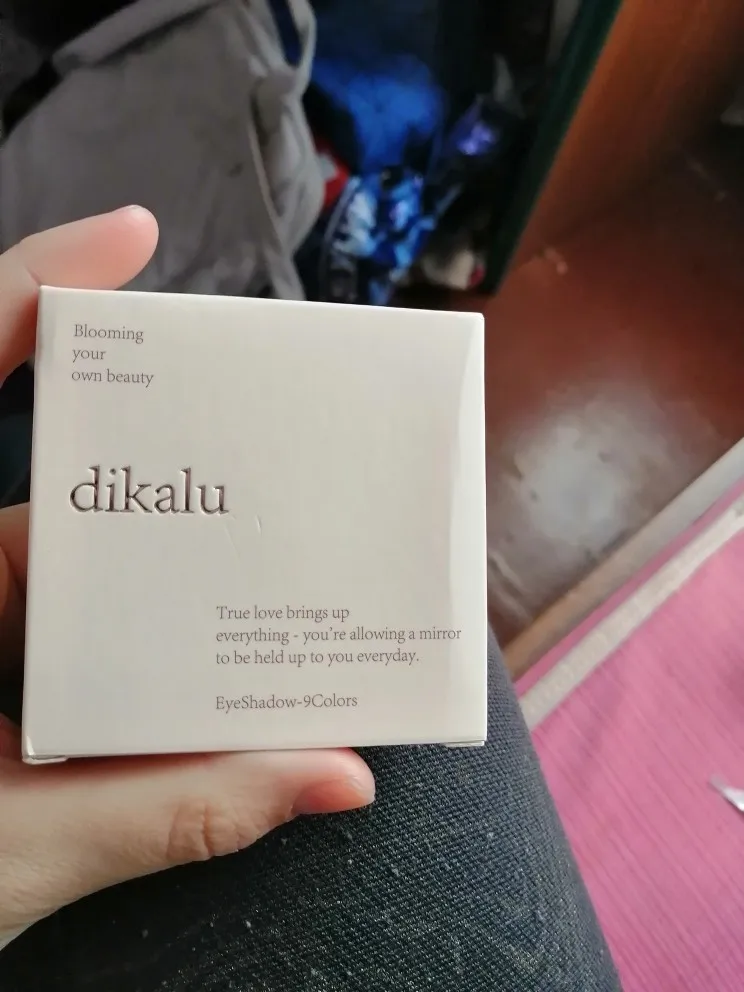 Blooming
your
own beauty
dikalu
True love brings up
everything - you're allowing a mirror
to be held up to you everyday.
EyeShadow-9Colors